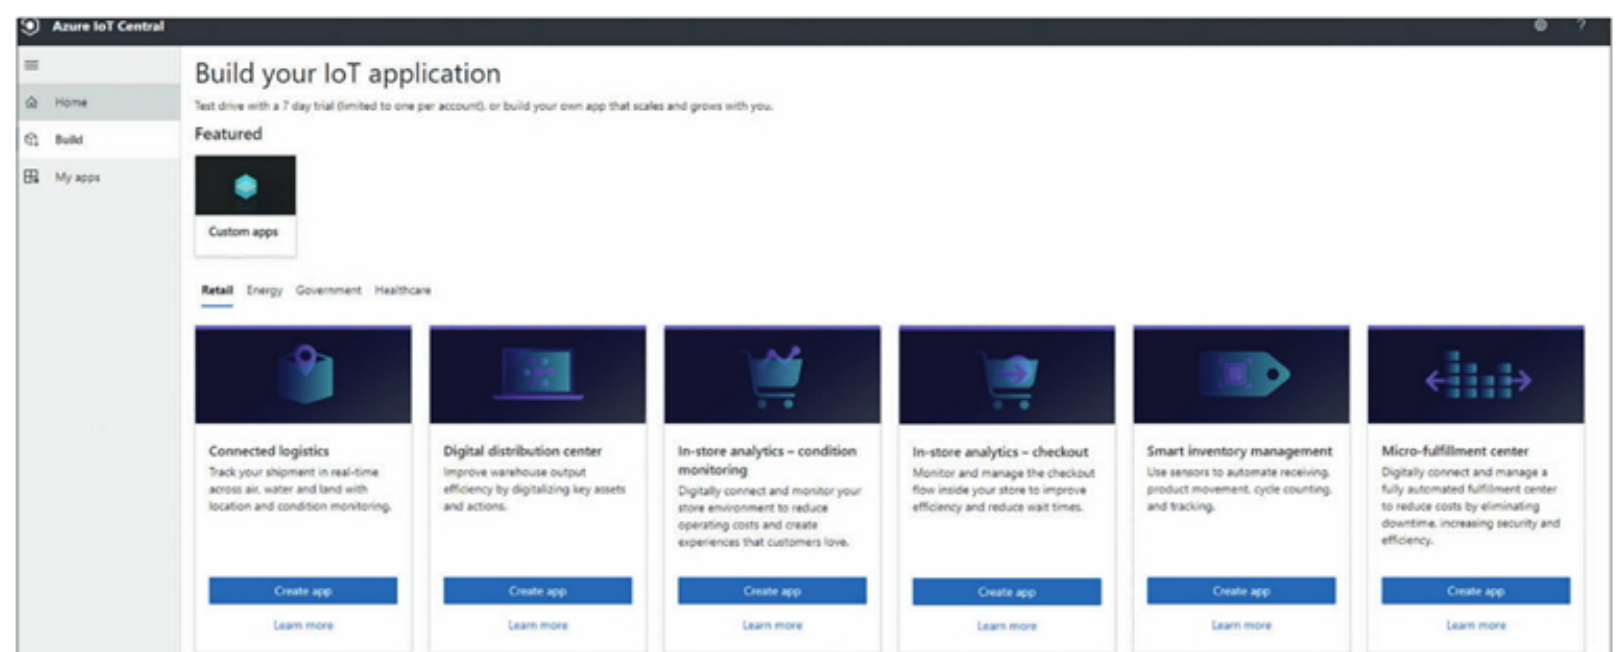 Azure IoT Central
?
Build your IoT application
Home
Test drive with a 7 day trial (limited to one per account), or build your own app that scales and grows with you.
Build
Featured
My apps
Custom apps
Retail Energy Government Healthcare
Connected logistics
Track your shipment in real-time
across air, water and land with
location and condition monitoring.
Create app
Learn more
Digital distribution center
Improve warehouse output
efficiency by digitalizing key assets
and actions.
Create app
Learn more
In-store analytics – condition
monitoring
Digitally connect and monitor your
store environment to reduce
operating costs and create
experiences that customers love.
Create app
Learn more
In-store analytics – checkout
Monitor and manage the checkout
flow inside your store to improve
efficiency and reduce wait times.
Create app
Learn more
Smart inventory management
Use sensors to automate receiving,
product movement, cycle counting,
and tracking.
Create app
Learn more
Micro-fulfillment center
Digitally connect and manage a
fully automated fulfillment center
to reduce costs by eliminating
downtime, increasing security and
efficiency.
Create app
Learn more